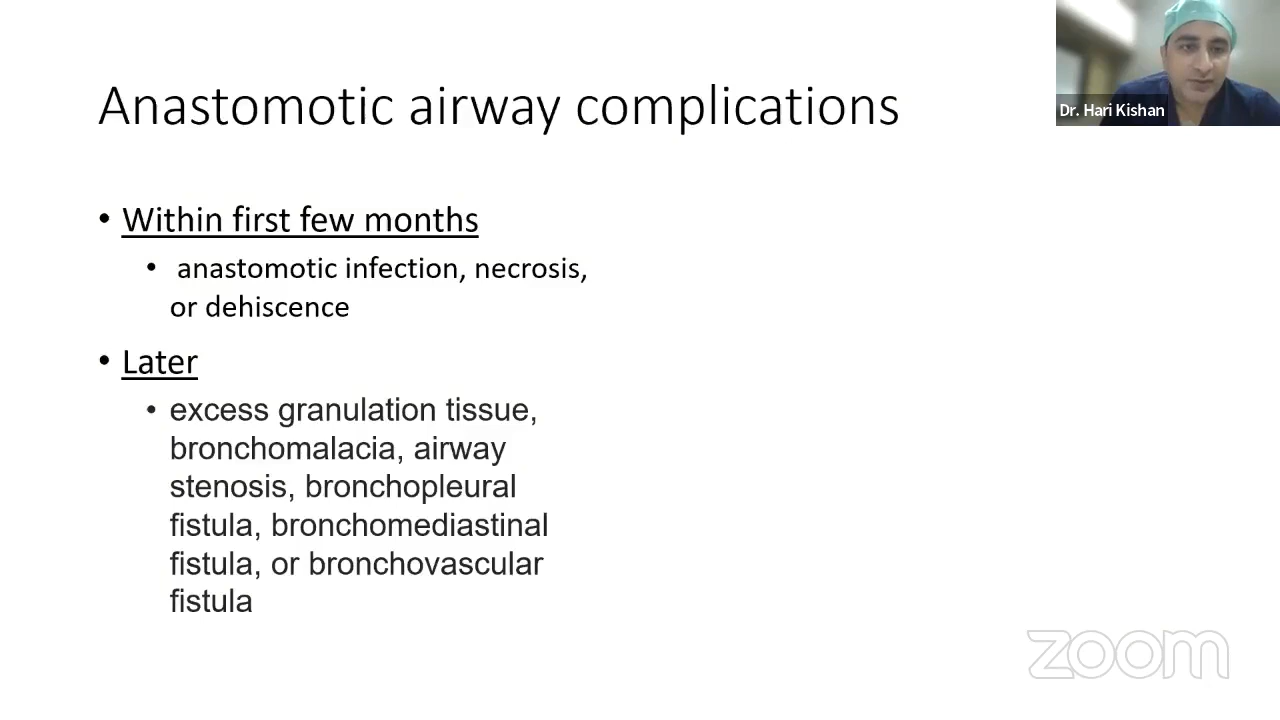 Anastomotic airway complications
Dr. Hari Kishan
• Within first few months
• anastomotic infection, necrosis,
or dehiscence
• Later
• excess granulation tissue,
bronchomalacia, airway
stenosis, bronchopleural
fistula, bronchomediastinal
fistula, or bronchovascular
fistula
zoom